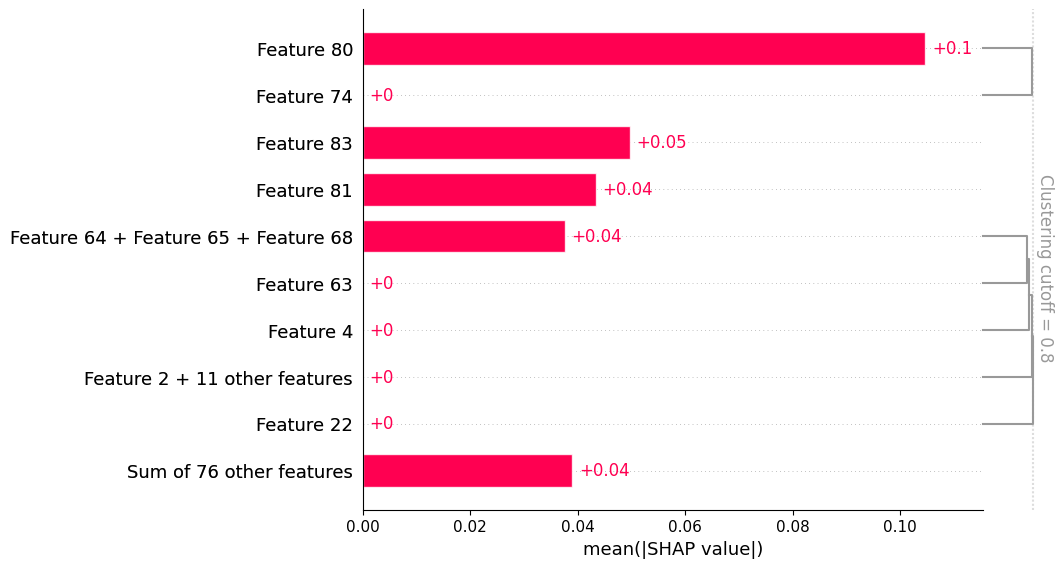 Feature 80
+0.1
Feature 74
+0
Feature 83
+0.05
Feature 81
+0.04
Feature 64 + Feature 65 + Feature 68
+0.04
Feature 63
+0
Feature 4
+0
Feature 2 + 11 other features
+0
Feature 22
+0
Sum of 76 other features
+0.04
0.00
0.02
0.04
0.06
0.08
0.10
mean(|SHAP value|)
Clustering cutoff = 0.8